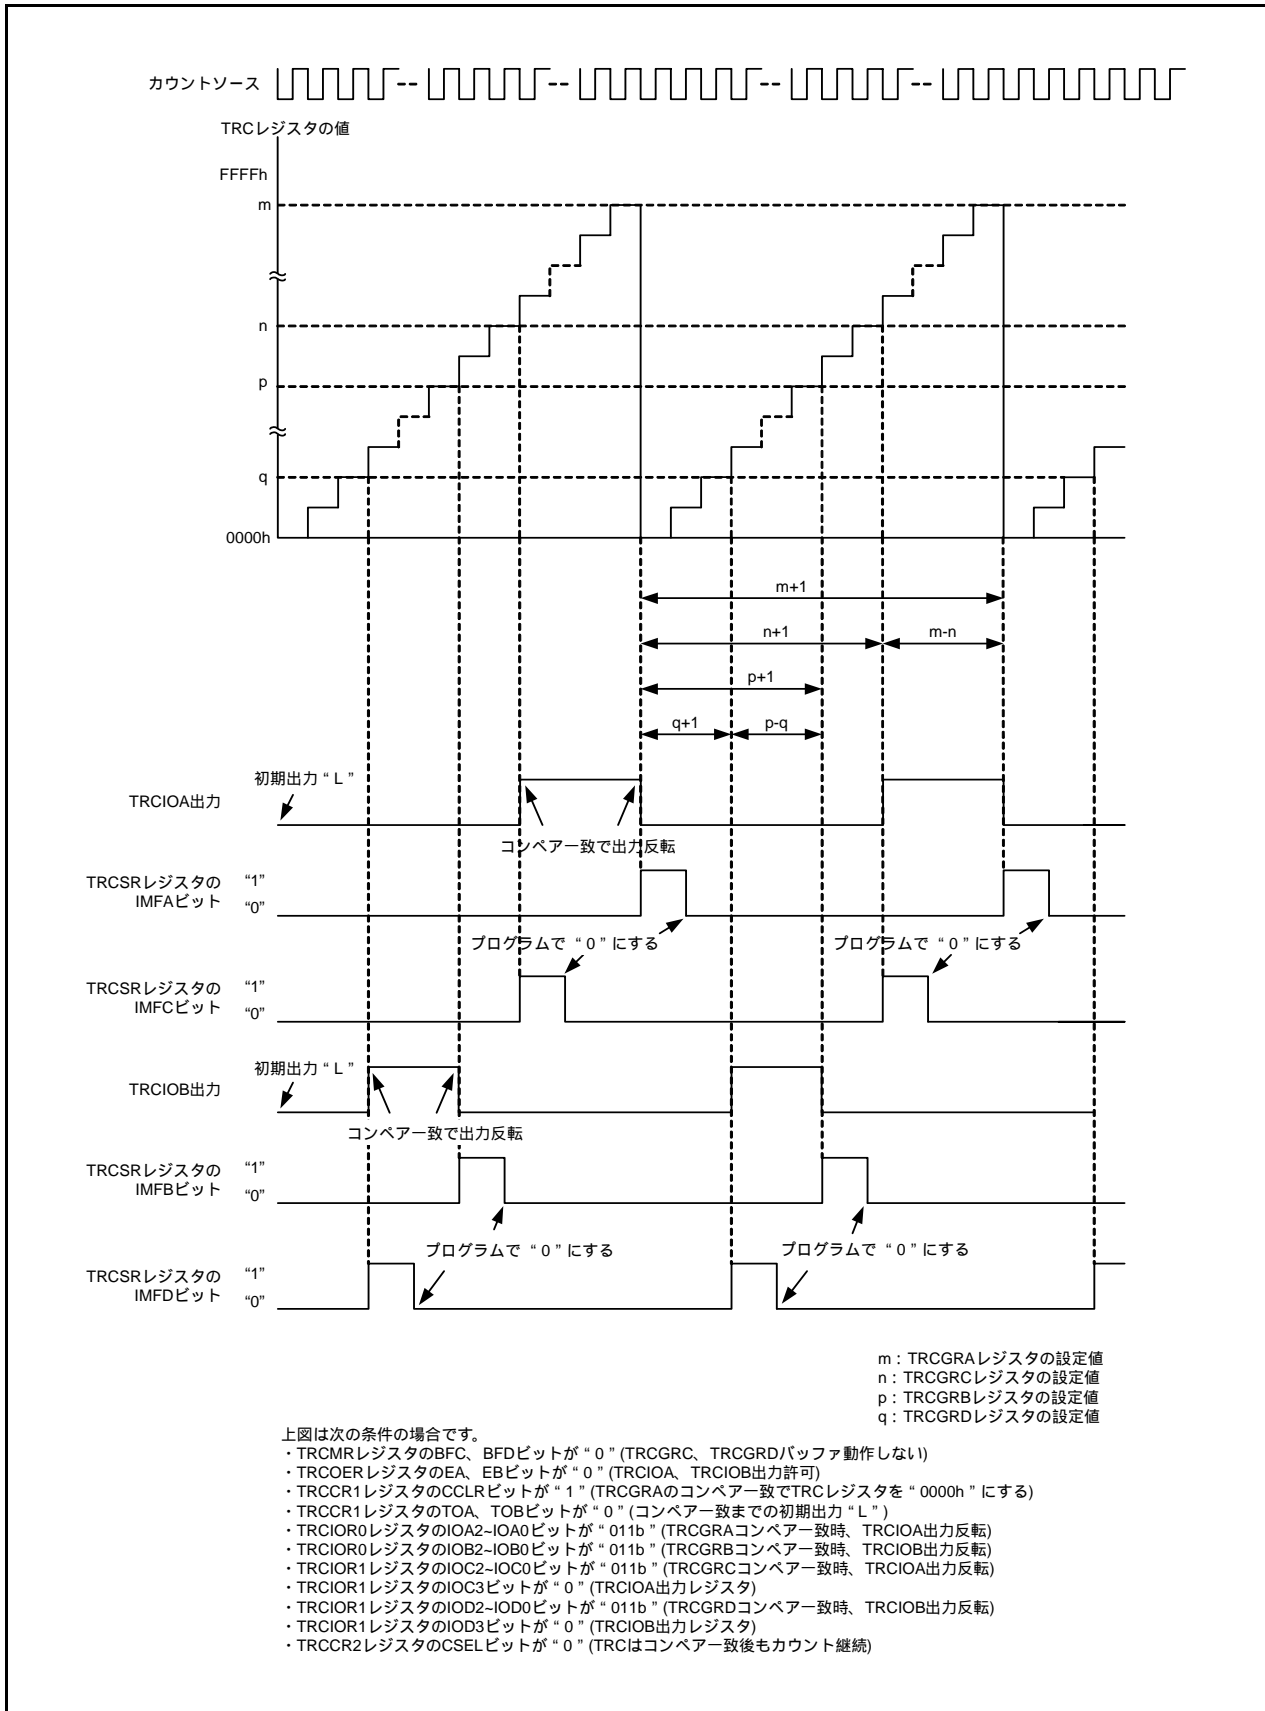 カウントソース
TRCレジスタの値
FFFFh
m
n
p
q
0000h
m+1
n+1
m-n
p+1
q+1
p-q
初期出力 “ L ”
TRCIOA出力
コンペア一致で出力反転
TRCSRレジスタの “1”
IMFAビット “0”
プログラムで “ 0 ” にする
プログラムで “ 0 ” にする
TRCSRレジスタの “1”
IMFCビット “0”
初期出力 “ L ”
TRCIOB出力
コンペア一致で出力反転
TRCSRレジスタの “1”
IMFBビット “0”
プログラムで “ 0 ” にする
プログラムで “ 0 ” にする
TRCSRレジスタの “1”
IMFDビット “0”
m : TRCGRAレジスタの設定値
n : TRCGRCレジスタの設定値
p : TRCGRBレジスタの設定値
q : TRCGRDレジスタの設定値
上図は次の条件の場合です。
・TRCMRレジスタのBFC、BFDビットが “ 0 ” (TRCGRC、TRCGRDバッファ動作しない)
・TRCOERレジスタのEA、EBビットが “ 0 ” (TRCIOA、TRCIOB出力許可)
・TRCCR1レジスタのCCLRビットが “ 1 ” (TRCGRAのコンペア一致でTRCレジスタを “ 0000h ” にする)
・TRCCR1レジスタのTOA、TOBビットが “ 0 ” (コンペア一致までの初期出力 “ L ” )
・TRCIOR0レジスタのIOA2~IOA0ビットが “ 011b ” (TRCGRAコンペア一致時、TRCIOA出力反転)
・TRCIOR0レジスタのIOB2~IOB0ビットが “ 011b ” (TRCGRBコンペア一致時、TRCIOB出力反転)
・TRCIOR1レジスタのIOC2~IOC0ビットが “ 011b ” (TRCGRCコンペア一致時、TRCIOA出力反転)
・TRCIOR1レジスタのIOC3ビットが “ 0 ” (TRCIOA出力レジスタ)
・TRCIOR1レジスタのIOD2~IOD0ビットが “ 011b ” (TRCGRDコンペア一致時、TRCIOB出力反転)
・TRCIOR1レジスタのIOD3ビットが “ 0 ” (TRCIOB出力レジスタ)
・TRCCR2レジスタのCSELビットが “ 0 ” (TRCはコンペア一致後もカウント継続)